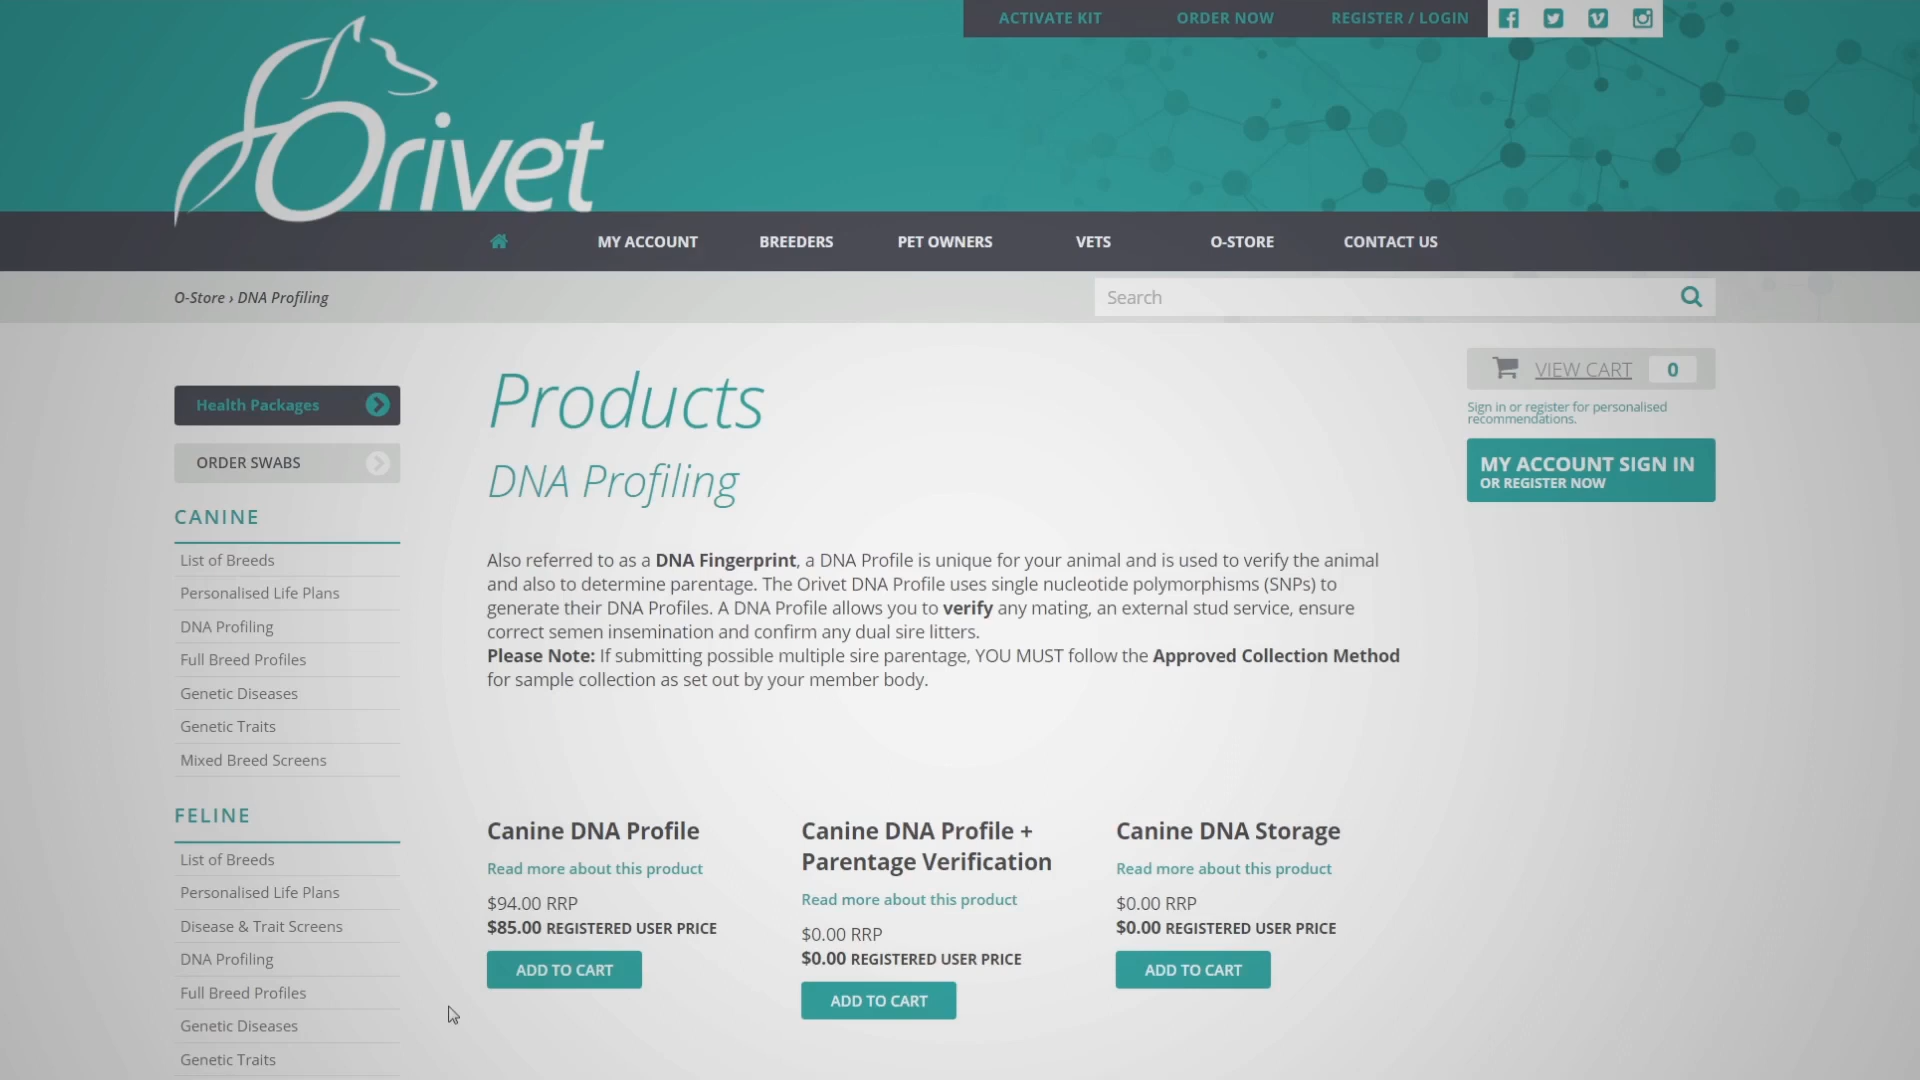 ACTIVATE KIT
ORDER NOW
REGISTER / LOGIN
Orivet
MY ACCOUNT
BREEDERS
PET OWNERS
VETS
O-STORE
CONTACT US
O-Store › DNA Profiling
Search
VIEW CART 0
Sign in or register for personalised
recommendations.
MY ACCOUNT SIGN IN
OR REGISTER NOW
Health Packages
ORDER SWABS
CANINE
List of Breeds
Personalised Life Plans
DNA Profiling
Full Breed Profiles
Genetic Diseases
Genetic Traits
Mixed Breed Screens
FELINE
List of Breeds
Personalised Life Plans
Disease & Trait Screens
DNA Profiling
Full Breed Profiles
Genetic Diseases
Genetic Traits
Products
DNA Profiling
Also referred to as a DNA Fingerprint, a DNA Profile is unique for your animal and is used to verify the animal
and also to determine parentage. The Orivet DNA Profile uses single nucleotide polymorphisms (SNPs) to
generate their DNA Profiles. A DNA Profile allows you to verify any mating, an external stud service, ensure
correct semen insemination and confirm any dual sire litters.
Please Note: If submitting possible multiple sire parentage, YOU MUST follow the Approved Collection Method
for sample collection as set out by your member body.
Canine DNA Profile
Read more about this product
$94.00 RRP
$85.00 REGISTERED USER PRICE
ADD TO CART
Canine DNA Profile +
Parentage Verification
Read more about this product
$0.00 RRP
$0.00 REGISTERED USER PRICE
ADD TO CART
Canine DNA Storage
Read more about this product
$0.00 RRP
$0.00 REGISTERED USER PRICE
ADD TO CART